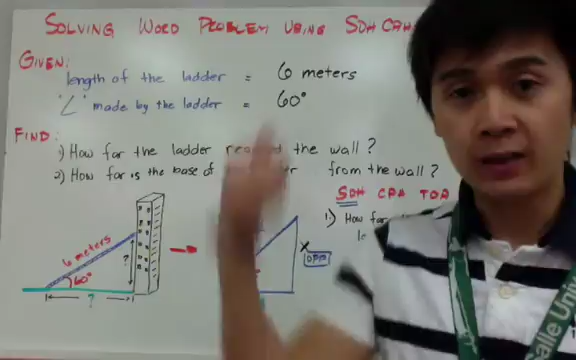 SOLVING WORD PROBLEM USING SOH CAH
GIVEN:
length of the ladder = 6 meters
"∠" made by the ladder = 60°
FIND:
1) How far the ladder the wall ?
2) How far is the base of from the wall ?
SOH CAH TOA
1) How far
6 meters
60°
?
?
x
OPP